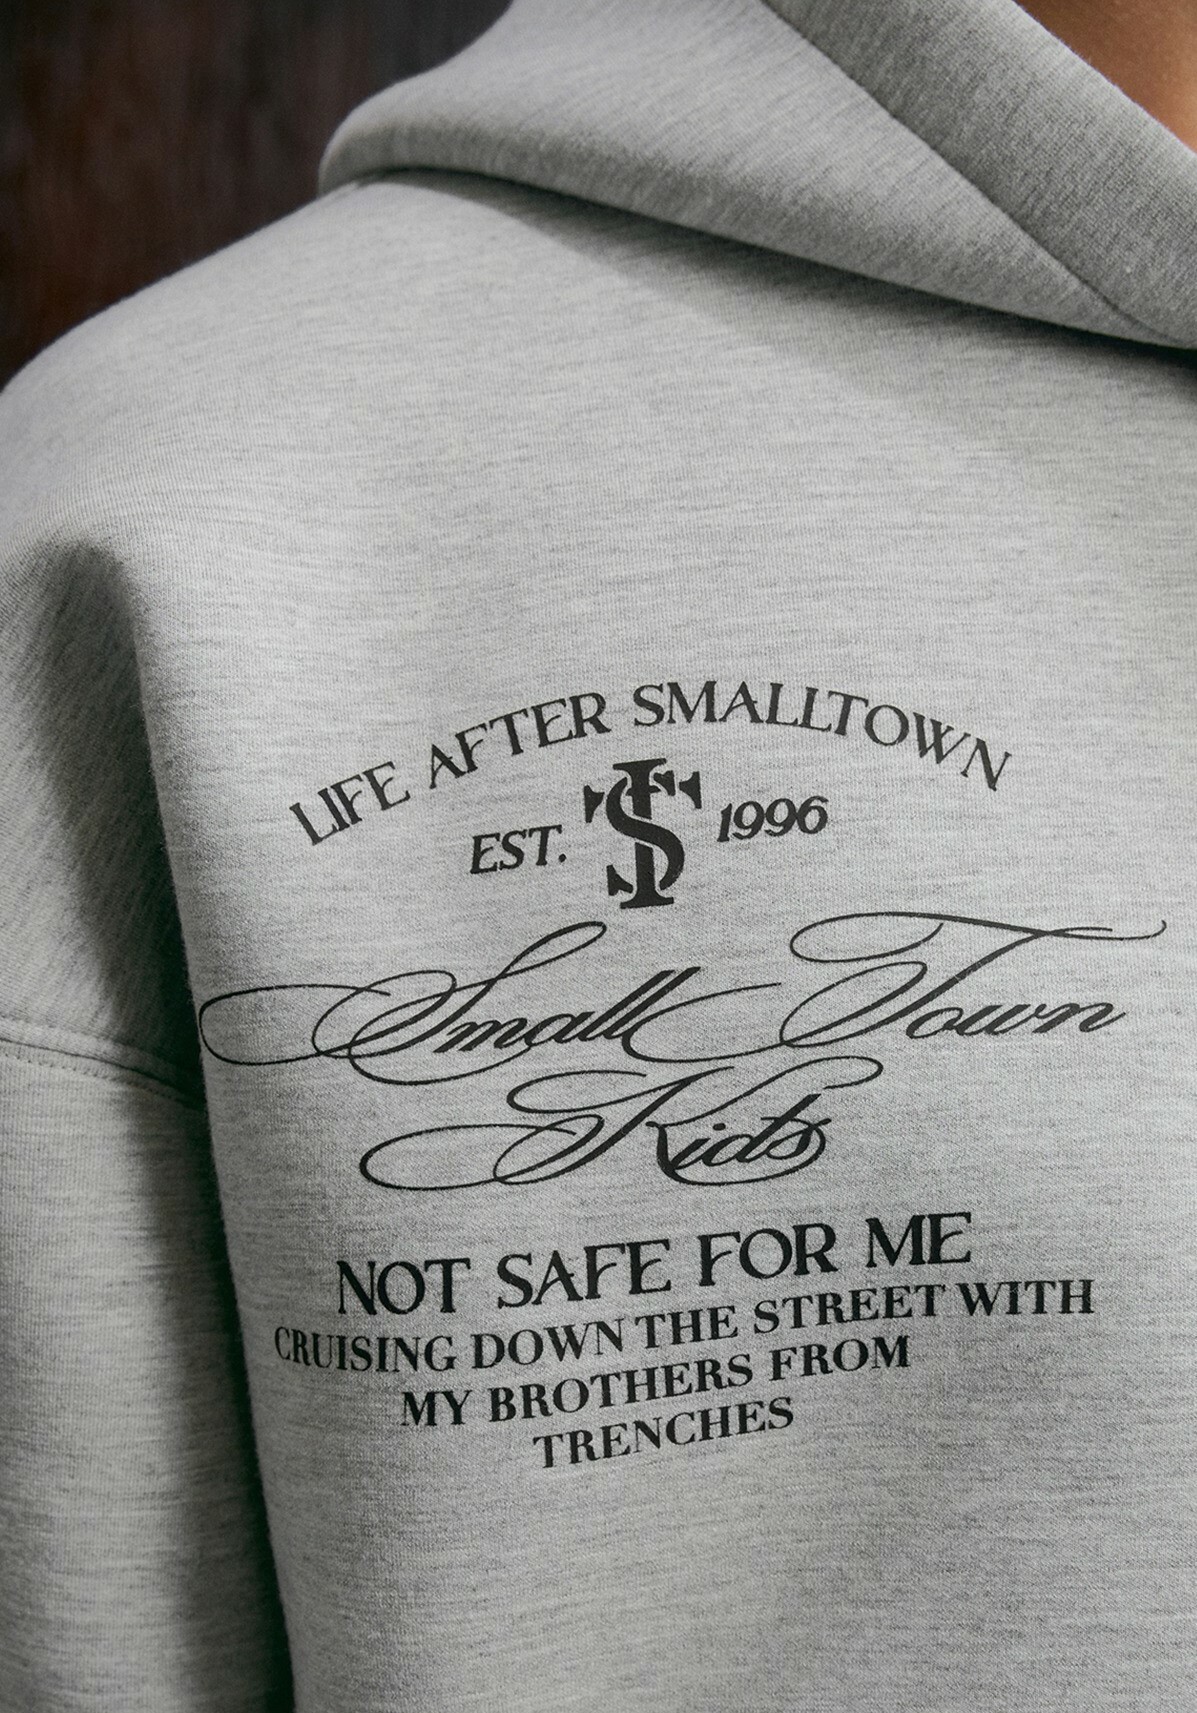 LIFE AFTER SMALLTOWN
EST. TS 1996
Small Town
Kids
NOT SAFE FOR ME
CRUISING DOWN THE STREET WITH
MY BROTHERS FROM
TRENCHES